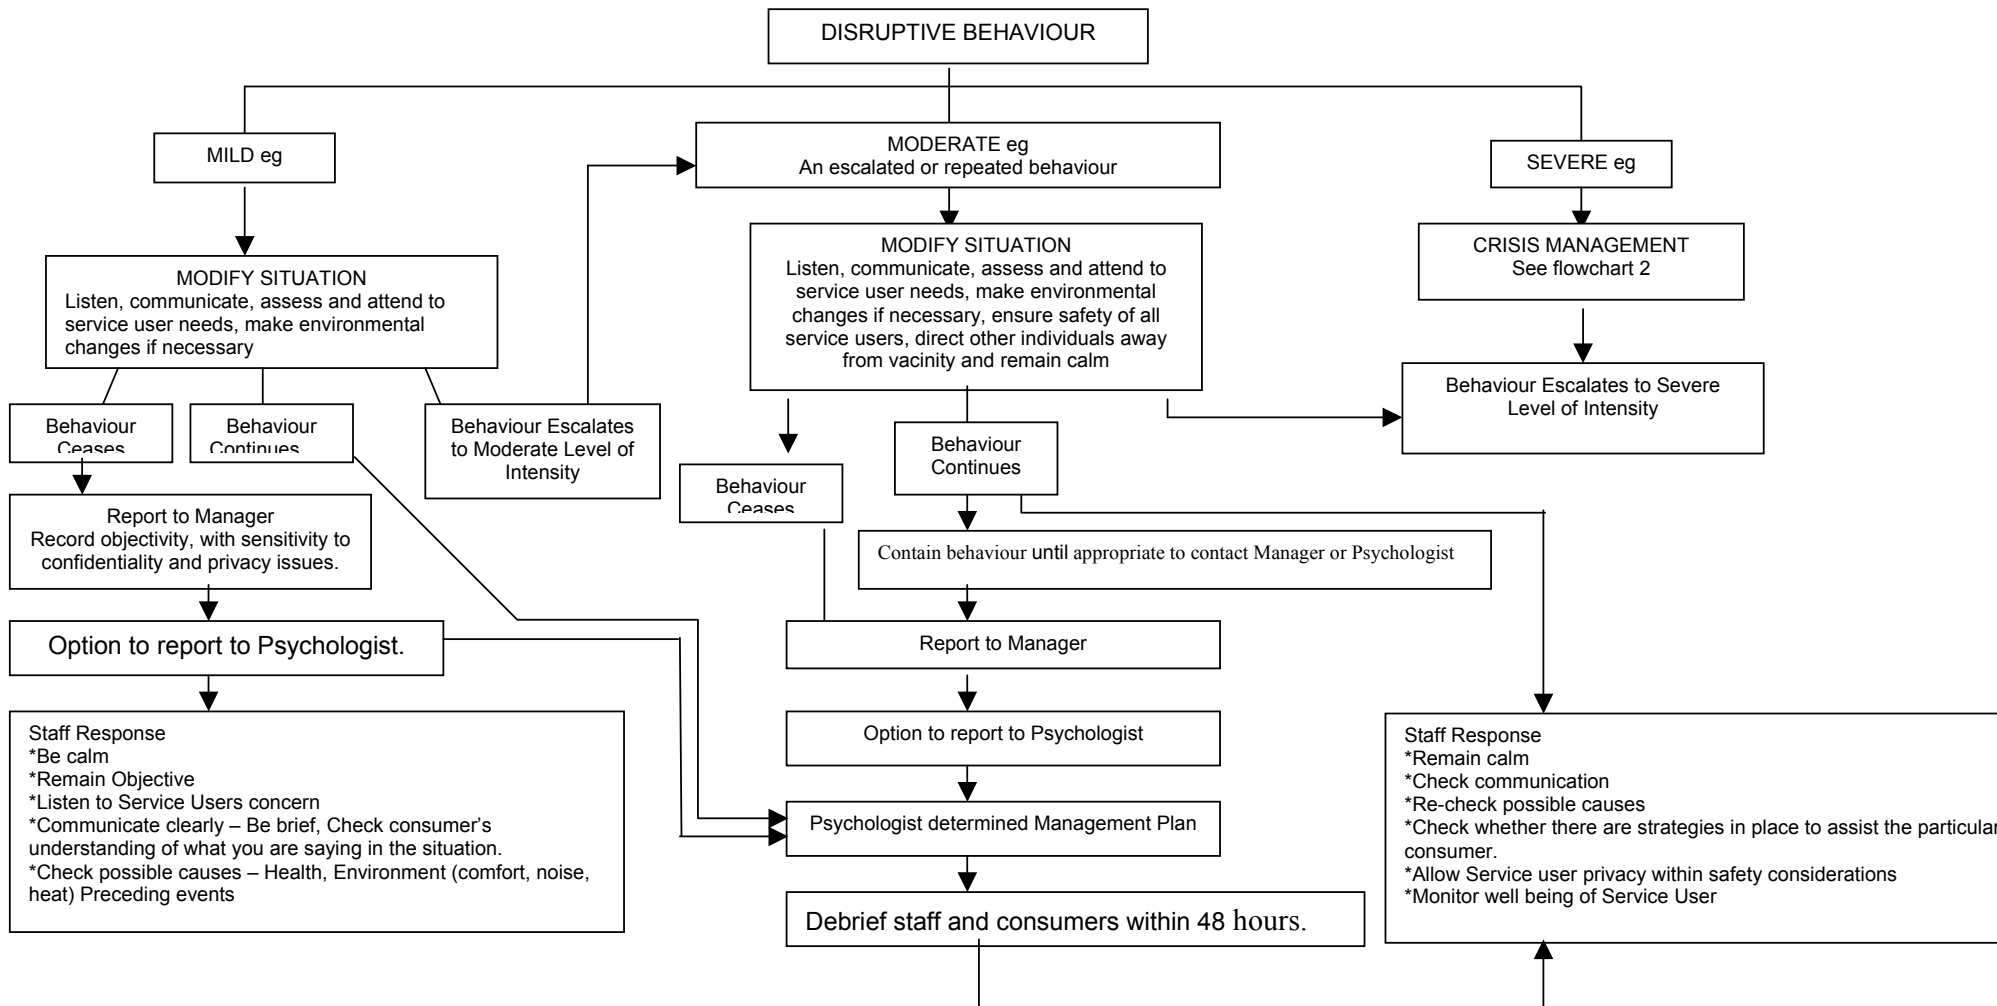 DISRUPTIVE BEHAVIOUR
MILD eg
MODERATE eg
An escalated or repeated behaviour
SEVERE eg
MODIFY SITUATION
Listen, communicate, assess and attend to
service user needs, make environmental
changes if necessary
MODIFY SITUATION
Listen, communicate, assess and attend to
service user needs, make environmental
changes if necessary, ensure safety of all
service users, direct other individuals away
from vacinity and remain calm
CRISIS MANAGEMENT
See flowchart 2
Behaviour
Ceases
Behaviour
Continues
Behaviour Escalates
to Moderate Level of
Intensity
Behaviour
Ceases
Behaviour
Continues
Behaviour Escalates to Severe
Level of Intensity
Report to Manager
Record objectivity, with sensitivity to
confidentiality and privacy issues.
Contain behaviour until appropriate to contact Manager or Psychologist
Option to report to Psychologist.
Report to Manager
Option to report to Psychologist
Staff Response
*Be calm
*Remain Objective
*Listen to Service Users concern
*Communicate clearly – Be brief, Check consumer’s
understanding of what you are saying in the situation.
*Check possible causes – Health, Environment (comfort, noise,
heat) Preceding events
Psychologist determined Management Plan
Debrief staff and consumers within 48 hours.
Staff Response
*Remain calm
*Check communication
*Re-check possible causes
*Check whether there are strategies in place to assist the particular
consumer.
*Allow Service user privacy within safety considerations
*Monitor well being of Service User